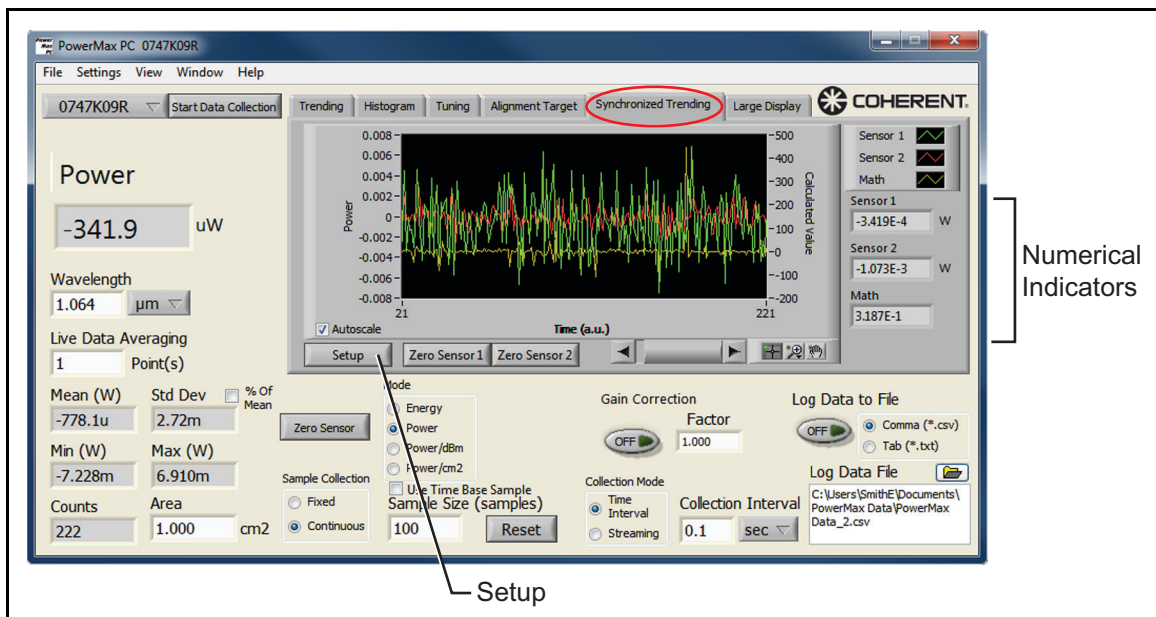 PowerMax PC 0747K09R
File Settings View Window Help
0747K09R Start Data Collection
Trending Histogram Tuning Alignment Target Synchronized Trending Large Display
COHERENT.
Power
-341.9 uW
Wavelength
1.064 µm
Live Data Averaging
1 Point(s)
Mean (W) Std Dev % Of Mean
-778.1u 2.72m
Min (W) Max (W)
-7.228m 6.910m
Counts Area
222 1.000 cm2
Power
0.008
0.006
0.004
0.002
0
-0.002
-0.004
-0.006
-0.008
500
400
300
200
100
0
-100
-200
Calculated Value
21 221
Time (a.u.)
Autoscale
Setup Zero Sensor 1 Zero Sensor 2
Sensor 1
Sensor 2
Math
Sensor 1
-3.419E-4 W
Sensor 2
-1.073E-3 W
Math
3.187E-1
Numerical
Indicators
Zero Sensor
Mode
Energy
Power
Power/dBm
Power/cm2
Use Time Base Sample
Sample Collection
Fixed
Continuous
Sample Size (samples)
100 Reset
Gain Correction
OFF
Factor
1.000
Collection Mode
Time
Interval
Streaming
Collection Interval
0.1 sec
Log Data to File
OFF
Comma (*.csv)
Tab (*.txt)
Log Data File
C:\Users\SmithE\Documents\
PowerMax Data\PowerMax
Data_2.csv
Setup